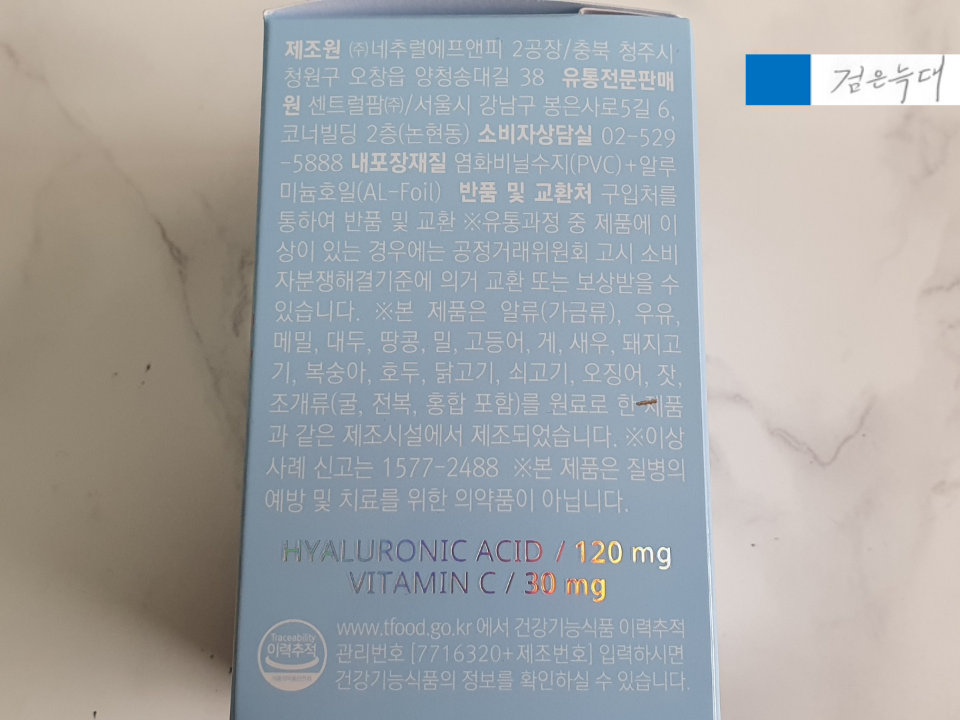 제조원 ㈜네추럴에프앤피 2공장/충북 청주시
청원구 오창읍 양청송대길 38 유통전문판매
원 센트럴팜㈜/서울시 강남구 봉은사로5길 6,
코너빌딩 2층(논현동) 소비자상담실 02-529
-5888 내포장재질 염화비닐수지(PVC)+알루
미늄호일(AL-Foil) 반품 및 교환처 구입처를
통하여 반품 및 교환 ※유통과정 중 제품에 이
상이 있는 경우에는 공정거래위원회 고시 소비
자분쟁해결기준에 의거 교환 또는 보상받을 수
있습니다. ※본 제품은 알류(가금류), 우유,
메밀, 대두, 땅콩, 밀, 고등어, 게, 새우, 돼지고
기, 복숭아, 호두, 닭고기, 쇠고기, 오징어, 잣,
조개류(굴, 전복, 홍합 포함)를 원료로 한 제품
과 같은 제조시설에서 제조되었습니다. ※이상
사례 신고는 1577-2488 ※본 제품은 질병의
예방 및 치료를 위한 의약품이 아닙니다.
HYALURONIC ACID / 120 mg
VITAMIN C / 30 mg
Traceability
이력추적
www.tfood.go.kr 에서 건강기능식품 이력추적
관리번호 [7716320+제조번호] 입력하시면
건강기능식품의 정보를 확인하실 수 있습니다.
검은늑대